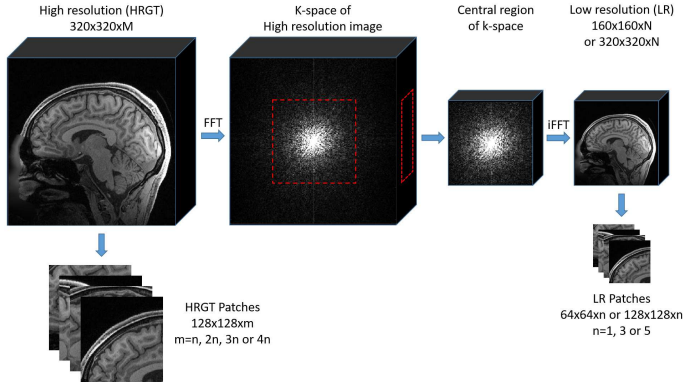 High resolution (HRGT)
320x320xM
K-space of
High resolution image
Central region
of k-space
Low resolution (LR)
160x160xN
or 320x320xN
FFT
iFFT
HRGT Patches
128x128xm
m=n, 2n, 3n or 4n
LR Patches
64x64xn or 128x128xn
n=1, 3 or 5